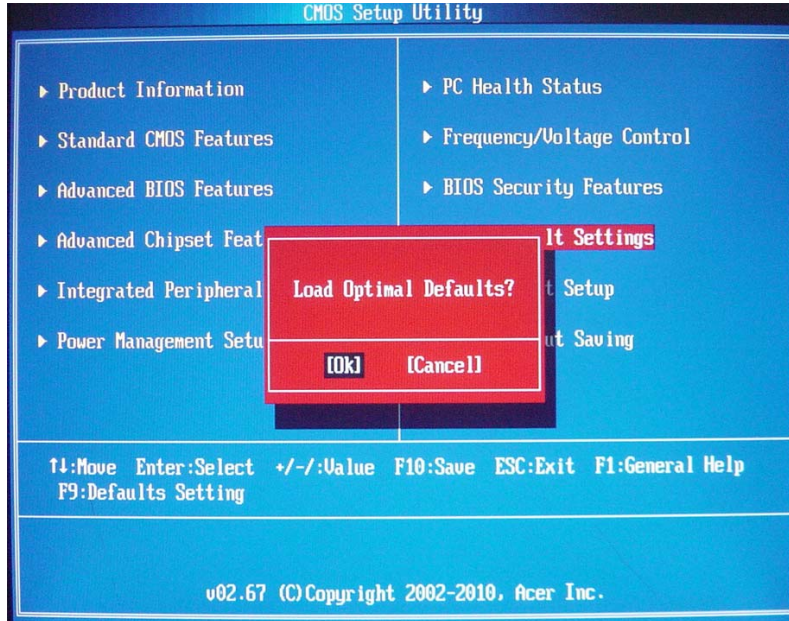 CMOS Setup Utility
Product Information
Standard CMOS Features
Advanced BIOS Features
Advanced Chipset Feat
Integrated Peripheral
Power Management Setu
PC Health Status
Frequency/Voltage Control
BIOS Security Features
lt Settings
t Setup
ut Saving
Load Optimal Defaults?
[Ok] [Cancel]
↑↓:Move Enter:Select +/-/:Value F10:Save ESC:Exit F1:General Help
F9:Defaults Setting
v02.67 (C)Copyright 2002-2010, Acer Inc.